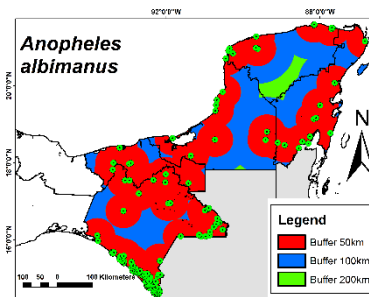 92°0'0"W 88°0'0"W
Anopheles
albimanus
20°0'0"N
18°0'0"N
16°0'0"N
N
Legend
Buffer 50km
Buffer 100km
Buffer 200km
100 50 0 100 Kilometers